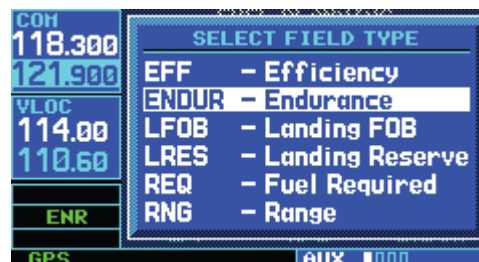 COM
118.300
121.900
VLOC
114.00
110.60
ENR
GPS
SELECT FIELD TYPE
EFF – Efficiency
ENDUR – Endurance
LFOB – Landing FOB
LRES – Landing Reserve
REQ – Fuel Required
RNG – Range
AUX